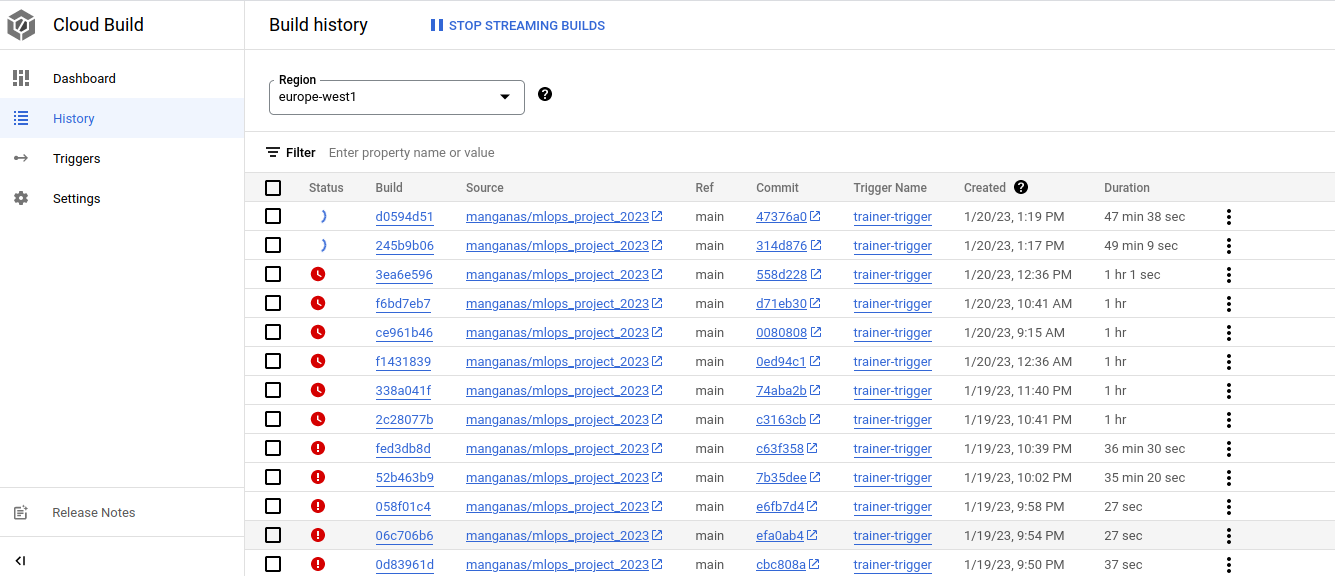 Cloud Build
Build history
STOP STREAMING BUILDS
Dashboard
History
Triggers
Settings
Release Notes
Region
europe-west1
Filter Enter property name or value
Status Build Source Ref Commit Trigger Name Created Duration
d0594d51 manganas/mlops_project_2023 main 47376a0 trainer-trigger 1/20/23, 1:19 PM 47 min 38 sec
245b9b06 manganas/mlops_project_2023 main 314d876 trainer-trigger 1/20/23, 1:17 PM 49 min 9 sec
3ea6e596 manganas/mlops_project_2023 main 558d228 trainer-trigger 1/20/23, 12:36 PM 1 hr 1 sec
f6bd7eb7 manganas/mlops_project_2023 main d71eb30 trainer-trigger 1/20/23, 10:41 AM 1 hr
ce961b46 manganas/mlops_project_2023 main 0080808 trainer-trigger 1/20/23, 9:15 AM 1 hr
f1431839 manganas/mlops_project_2023 main 0ed94c1 trainer-trigger 1/20/23, 12:36 AM 1 hr
338a041f manganas/mlops_project_2023 main 74aba2b trainer-trigger 1/19/23, 11:40 PM 1 hr
2c28077b manganas/mlops_project_2023 main c3163cb trainer-trigger 1/19/23, 10:41 PM 1 hr
fed3db8d manganas/mlops_project_2023 main c63f358 trainer-trigger 1/19/23, 10:39 PM 36 min 30 sec
52b463b9 manganas/mlops_project_2023 main 7b35dee trainer-trigger 1/19/23, 10:02 PM 35 min 20 sec
058f01c4 manganas/mlops_project_2023 main e6fb7d4 trainer-trigger 1/19/23, 9:58 PM 27 sec
06c706b6 manganas/mlops_project_2023 main efa0ab4 trainer-trigger 1/19/23, 9:54 PM 27 sec
0d83961d manganas/mlops_project_2023 main cbc808a trainer-trigger 1/19/23, 9:50 PM 37 sec